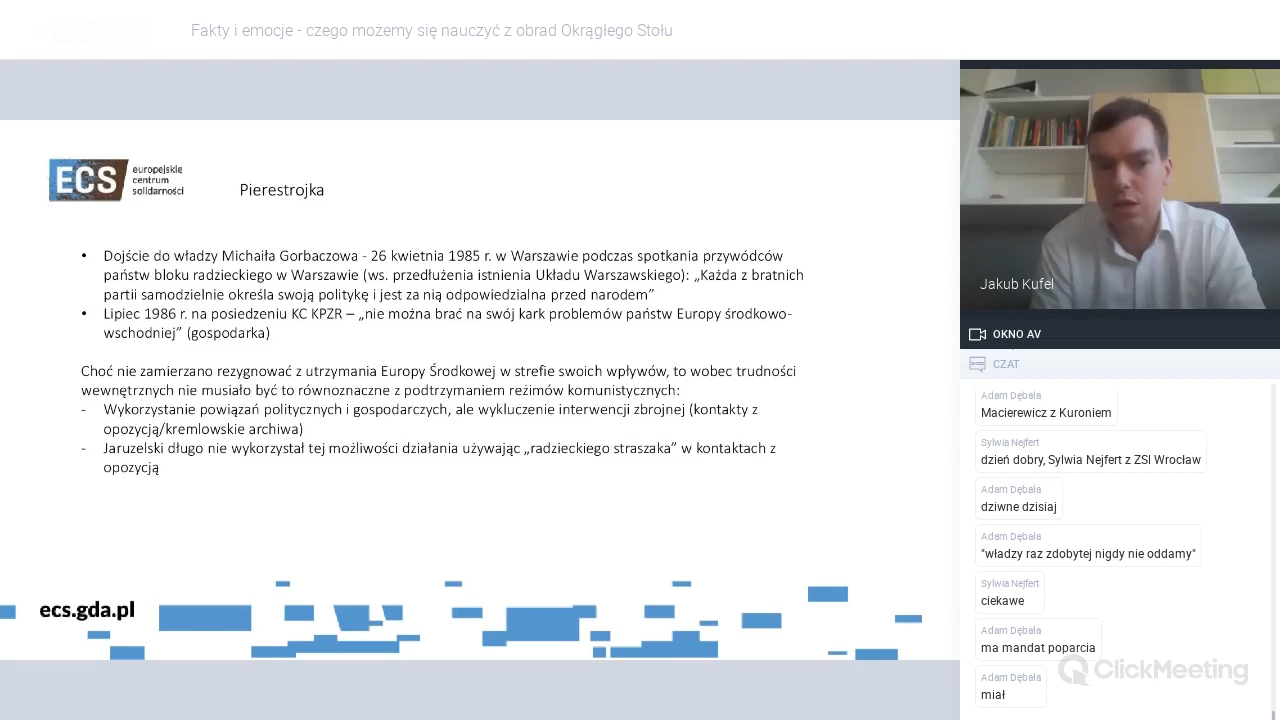 Fakty i emocje - czego możemy się nauczyć z obrad Okrągłego Stołu
ECS europejskie centrum solidarności
Pierestrojka
• Dojście do władzy Michaiła Gorbaczowa - 26 kwietnia 1985 r. w Warszawie podczas spotkania przywódców
państw bloku radzieckiego w Warszawie (ws. przedłużenia istnienia Układu Warszawskiego): „Każda z bratnich
partii samodzielnie określa swoją politykę i jest za nią odpowiedzialna przed narodem”
• Lipiec 1986 r. na posiedzeniu KC KPZR – „nie można brać na swój kark problemów państw Europy środkowo-
wschodniej” (gospodarka)
Choć nie zamierzano rezygnować z utrzymania Europy Środkowej w strefie swoich wpływów, to wobec trudności
wewnętrznych nie musiało być to równoznaczne z podtrzymaniem reżimów komunistycznych:
- Wykorzystanie powiązań politycznych i gospodarczych, ale wykluczenie interwencji zbrojnej (kontakty z
opozycją/kremlowskie archiwa)
- Jaruzelski długo nie wykorzystał tej możliwości działania używając „radzieckiego straszaka” w kontaktach z
opozycją
ecs.gda.pl
Jakub Kufel
OKNO AV
CZAT
Adam Dębała
Macierewicz z Kuroniem
Sylwia Nejfert
dzień dobry, Sylwia Nejfert z ZSI Wrocław
Adam Dębała
dziwne dzisiaj
Adam Dębała
"władzy raz zdobytej nigdy nie oddamy"
Sylwia Nejfert
ciekawe
Adam Dębała
ma mandat poparcia
Adam Dębała
miał
ClickMeeting